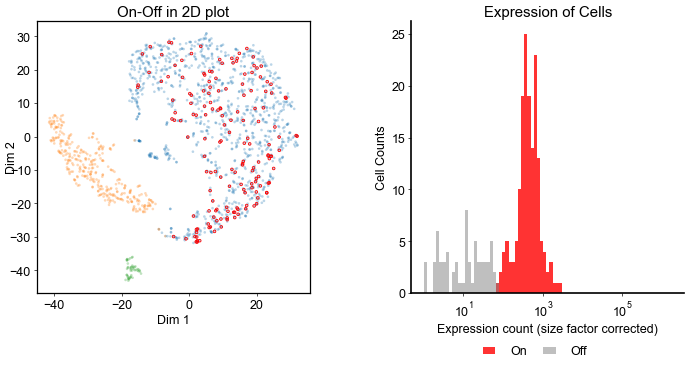 On-Off in 2D plot
30
20
10
0
−10
−20
−30
−40
Dim 2
−40
−20
0
20
Dim 1
Expression of Cells
25
20
15
10
5
0
Cell Counts
10^1
10^3
10^5
Expression count (size factor corrected)
On
Off